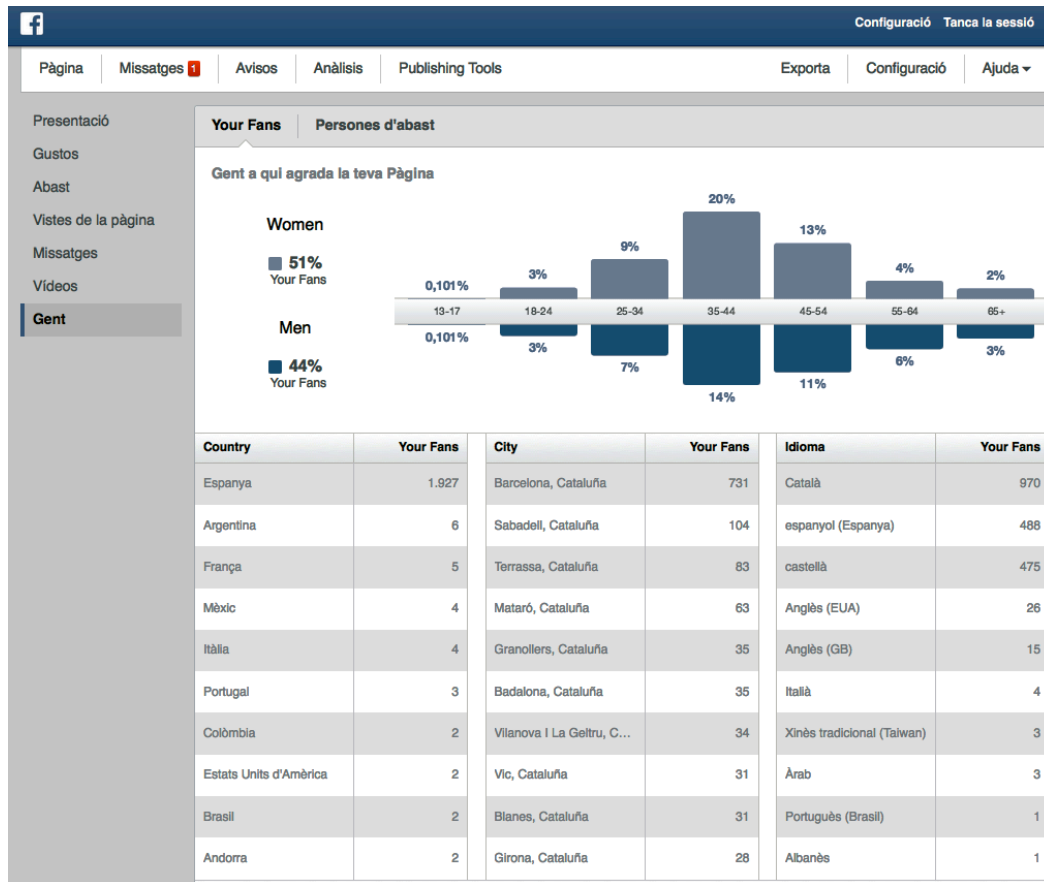 f
Configuració Tanca la sessió
Pàgina Missatges 1 Avisos Anàlisis Publishing Tools Exporta Configuració Ajuda
Presentació
Gustos
Abast
Vistes de la pàgina
Missatges
Vídeos
Gent
Your Fans Persones d'abast
Gent a qui agrada la teva Pàgina
Women
51%
Your Fans
0,101% 3% 9% 20% 13% 4% 2%
13-17 18-24 25-34 35-44 45-54 55-64 65+
Men
44%
Your Fans
0,101% 3% 7% 14% 11% 6% 3%
Country Your Fans City Your Fans Idioma Your Fans
Espanya 1.927 Barcelona, Cataluña 731 Català 970
Argentina 6 Sabadell, Cataluña 104 espanyol (Espanya) 488
França 5 Terrassa, Cataluña 83 castellà 475
Mèxic 4 Mataró, Cataluña 63 Anglès (EUA) 26
Itàlia 4 Granollers, Cataluña 35 Anglès (GB) 15
Portugal 3 Badalona, Cataluña 35 Italià 4
Colòmbia 2 Vilanova I La Geltru, C... 34 Xinès tradicional (Taiwan) 3
Estats Units d'Amèrica 2 Vic, Cataluña 31 Àrab 3
Brasil 2 Blanes, Cataluña 31 Portuguès (Brasil) 1
Andorra 2 Girona, Cataluña 28 Albanès 1